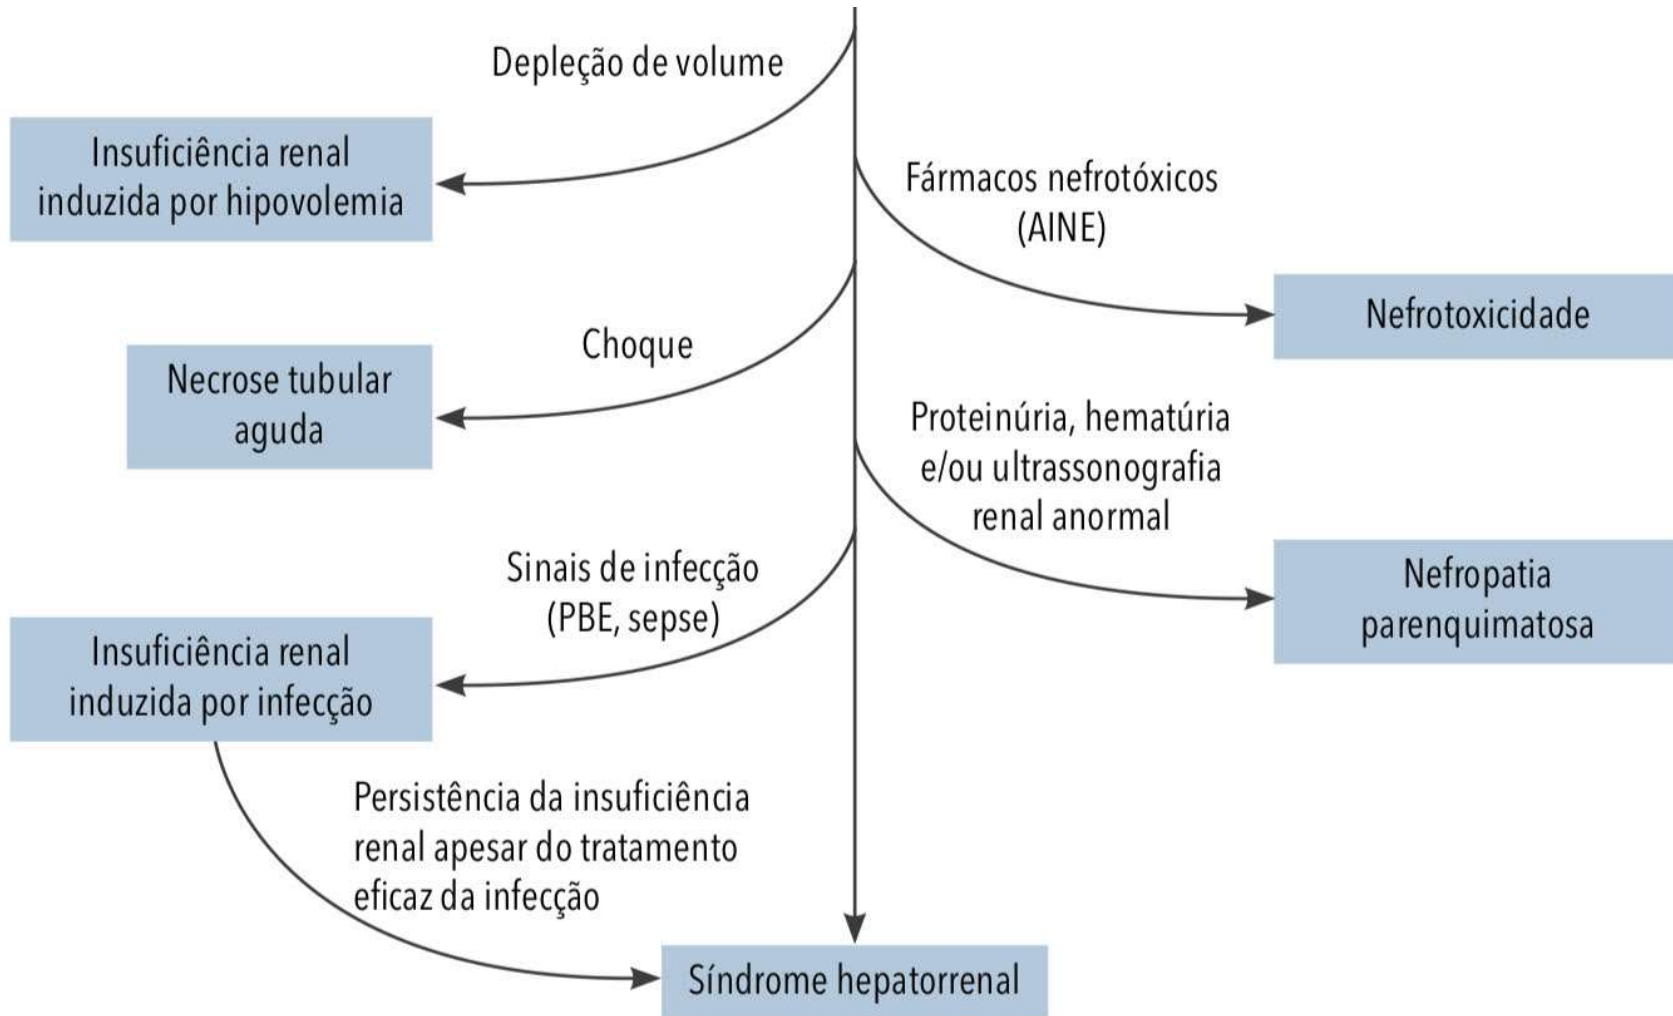 Depleção de volume
Insuficiência renal
induzida por hipovolemia
Fármacos nefrotóxicos
(AINE)
Nefrotoxicidade
Choque
Necrose tubular
aguda
Proteinúria, hematúria
e/ou ultrassonografia
renal anormal
Nefropatia
parenquimatosa
Sinais de infecção
(PBE, sepse)
Insuficiência renal
induzida por infecção
Persistência da insuficiência
renal apesar do tratamento
eficaz da infecção
Síndrome hepatorrenal